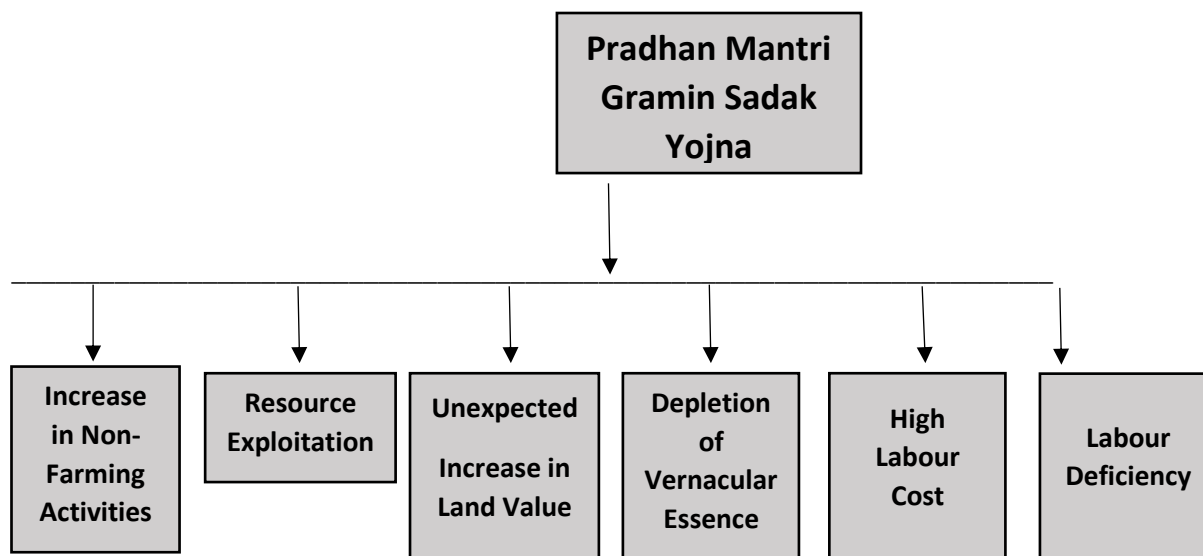 Pradhan Mantri
Gramin Sadak
Yojna
Increase
in Non-
Farming
Activities
Resource
Exploitation
Unexpected
Increase in
Land Value
Depletion
of
Vernacular
Essence
High
Labour
Cost
Labour
Deficiency